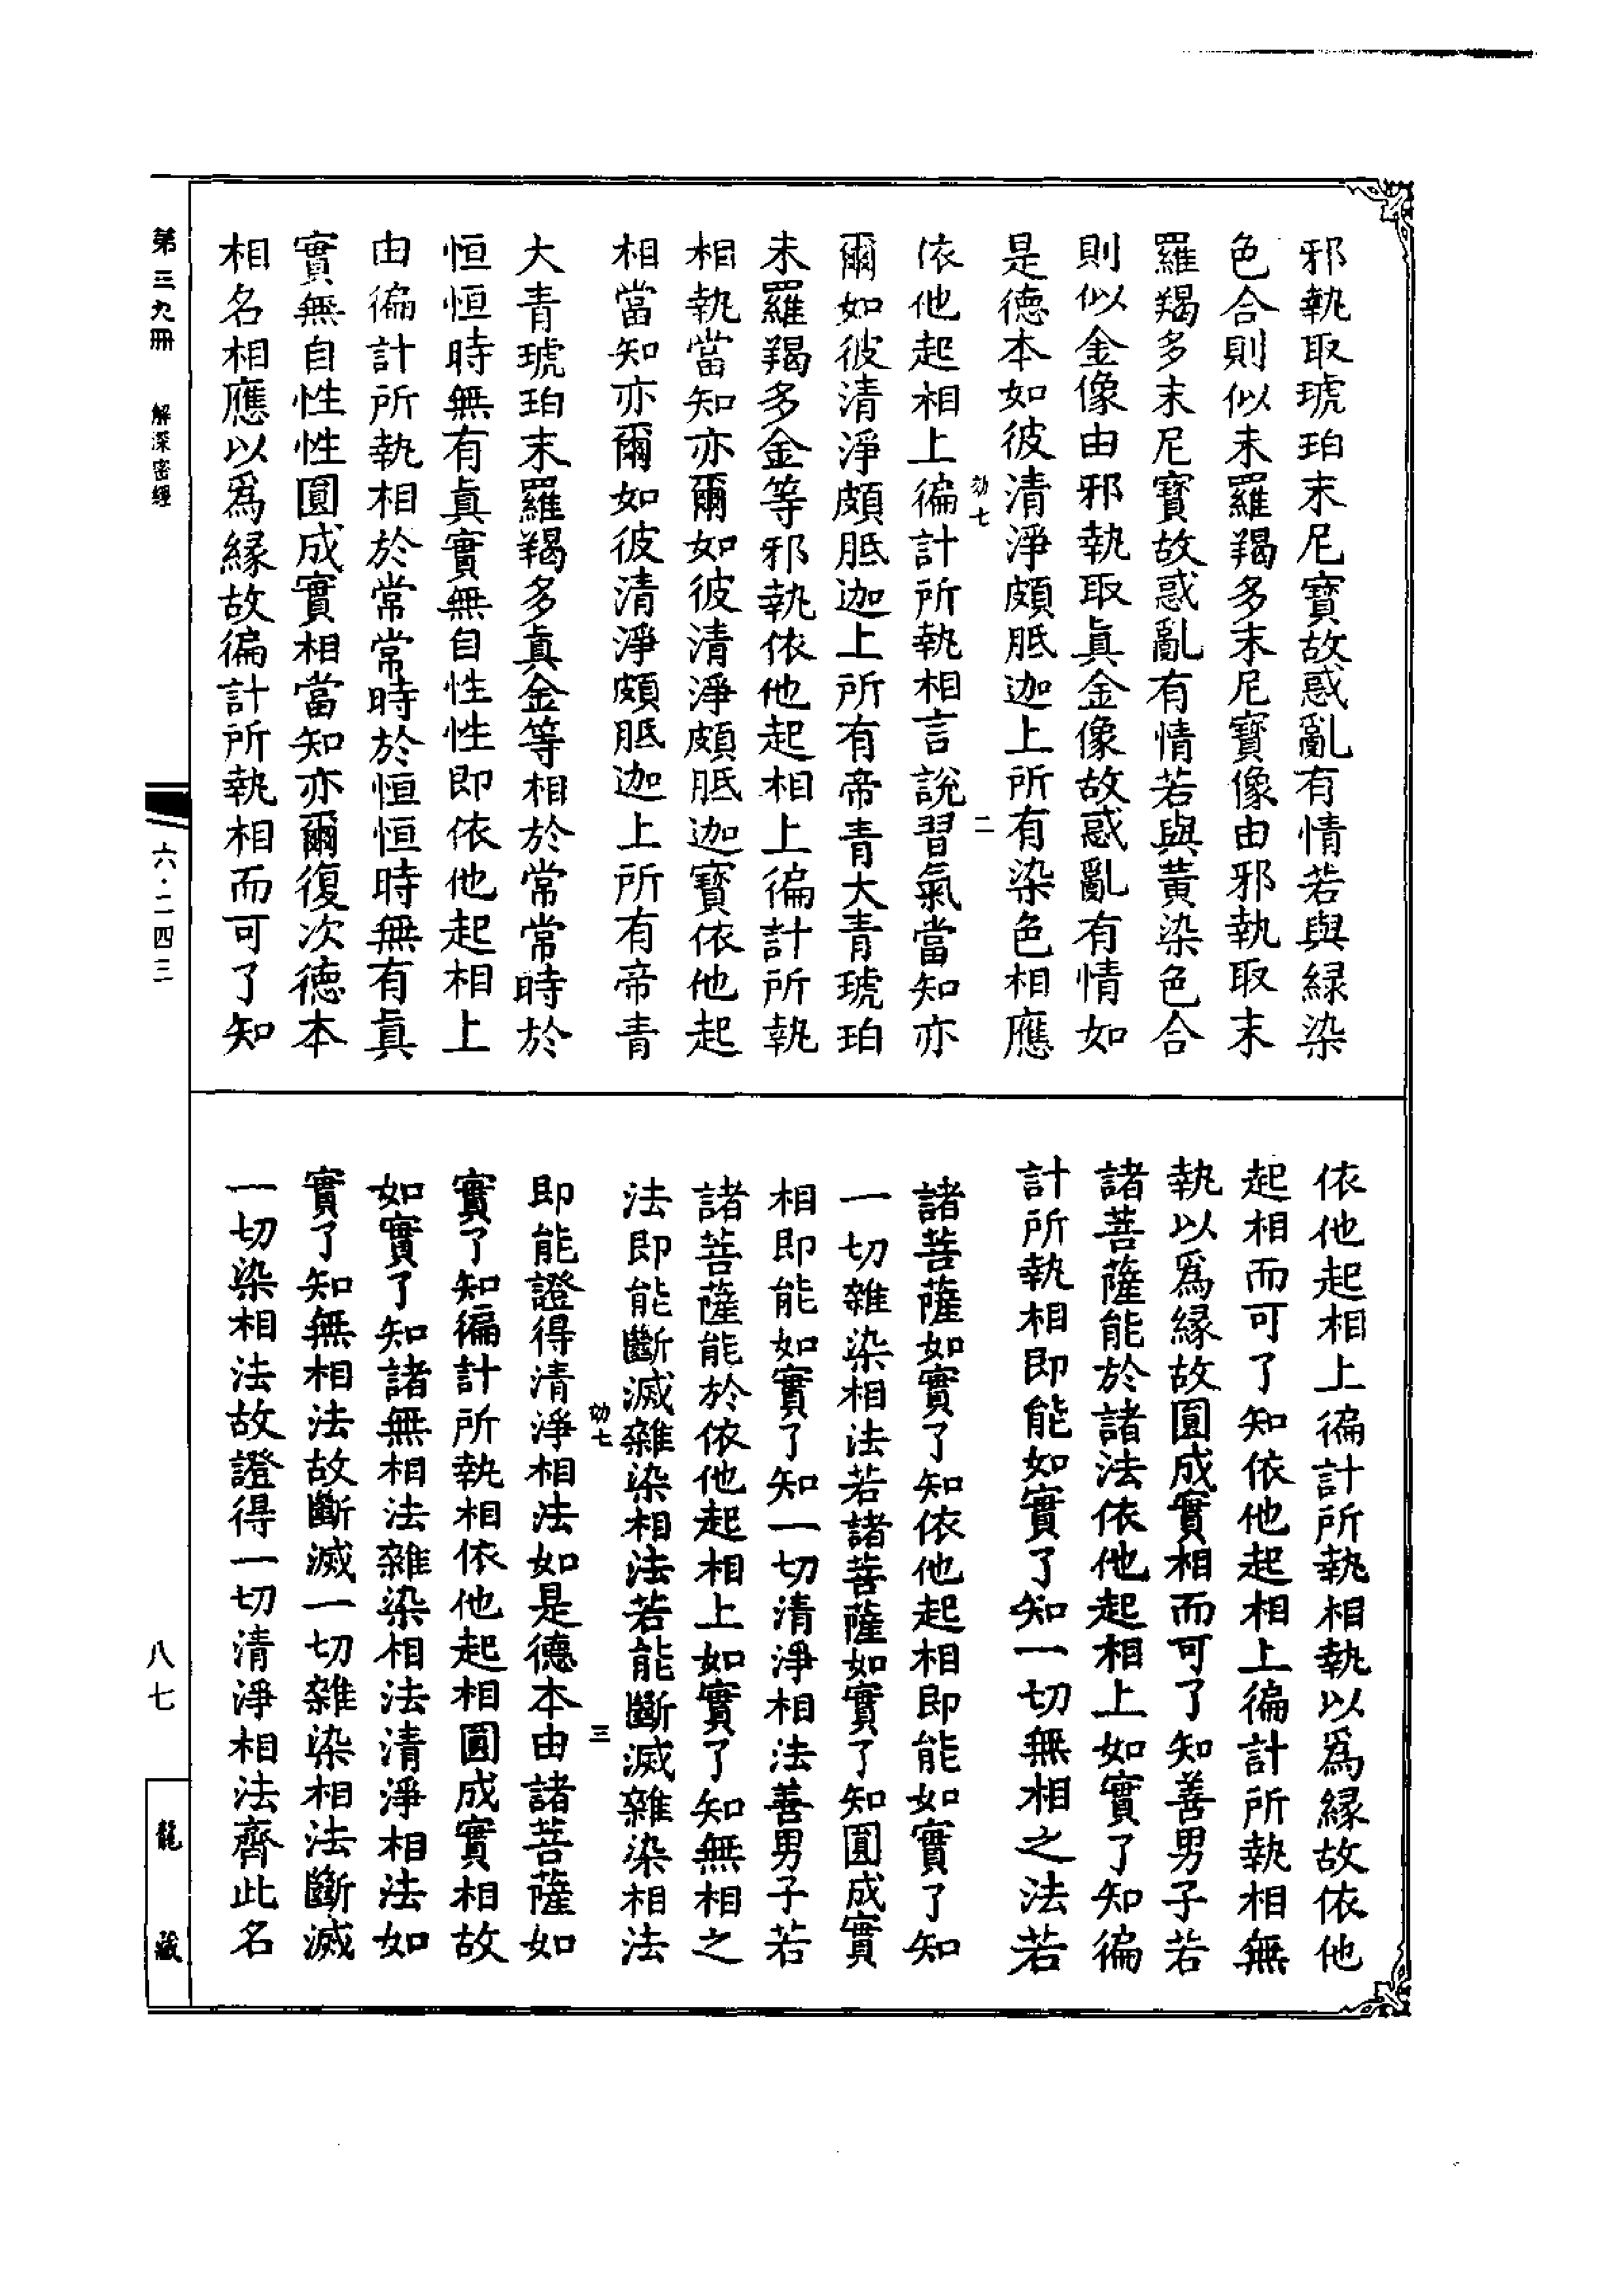 邪執取琥珀末尼寶故惑亂有情若與緑染
色合則似末羅羯多末尼寶像由邪執取末
羅羯多末尼寶故惑亂有情若與黃染色合
則似金像由邪執取真金像故惑亂有情如
是德本如彼清淨頗胝迦上所有染色相應
効七
二
依他起相上徧計所執相言說習氣當知亦
爾如彼清淨頗胝迦上所有帝青大青琥珀
末羅羯多金等邪執依他起相上徧計所執
相執當知亦爾如彼清淨頗胝迦寳依他起
相當知亦爾如彼清淨頗胝迦上所有帝青
大青琥珀末羅羯多真金等相於常常時於
恒恒時無有真實無自性性即依他起相上
由徧計所執相於常常時於恒恒時無有真
實無自性性圓成實相當知亦爾復次德本
相名相應以爲縁故徧計所執相而可了知
依他起相上徧計所執相執以爲縁故依他
起相而可了知依他起相上徧計所執相無
執以爲縁故圓成實相而可了知善男子若
諸菩薩能於諸法依他起相上如實了知徧
計所執相即能如實了知一切無相之法若
諸菩薩如實了知依他起相即能如實了知
一切雜染相法若諸菩薩如實了知圓成實
相即能如實了知一切清淨相法善男子若
諸菩薩能於依他起相上如實了知無相之
法即能斷滅雜染相法若能斷滅雜染相法
効七
三
即能證得清淨相法如是德本由諸菩薩如
實了知徧計所執相依他起相圓成實相故
如實了知諸無相法雜染相法清淨相法如
實了知無相法故斷滅一切雜染相法斷滅
一切染相法故證得一切清淨相法齊此名
第三九冊
解深密經
六·二四三
八七
龍藏